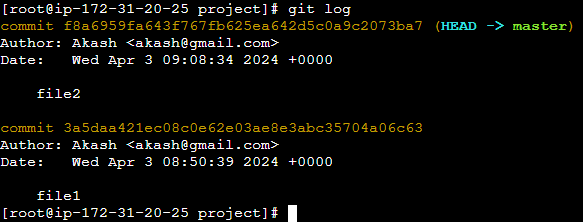 [root@ip-172-31-20-25 project]# git log
commit f8a6959fa643f767fb625ea642d5c0a9c2073ba7 (HEAD -> master)
Author: Akash <akash@gmail.com>
Date:   Wed Apr 3 09:08:34 2024 +0000
    file2
commit 3a5daa421ec08c0e62e03ae8e3abc35704a06c63
Author: Akash <akash@gmail.com>
Date:   Wed Apr 3 08:50:39 2024 +0000
    file1
[root@ip-172-31-20-25 project]#